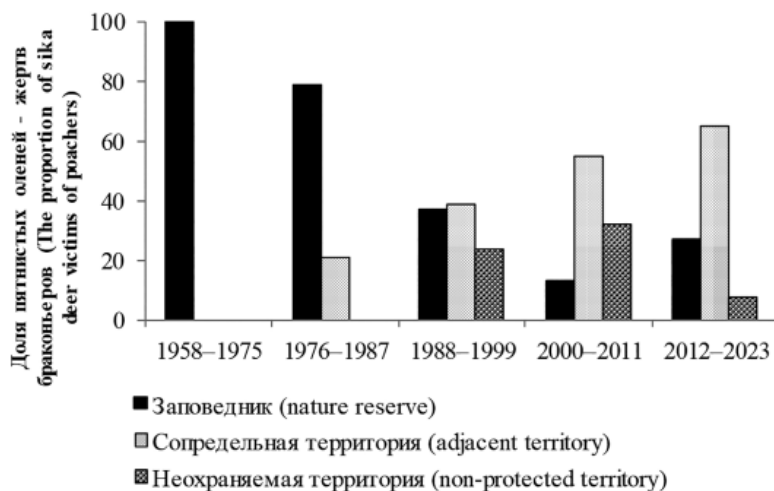 Доля пятнистых оленей - жертв
браконьеров (The proportion of sika
deer victims of poachers)
100
80
60
40
20
0
1958–1975 1976–1987 1988–1999 2000–2011 2012–2023
Заповедник (nature reserve)
Сопредельная территория (adjacent territory)
Неохраняемая территория (non-protected territory)